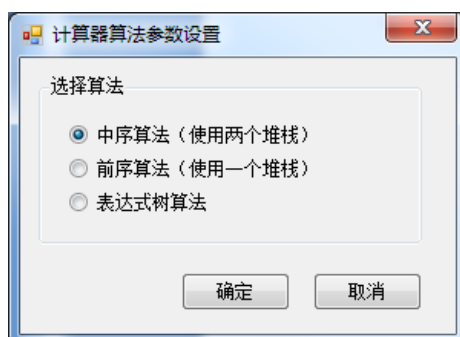 计算器算法参数设置
选择算法
中序算法（使用两个堆栈）
前序算法（使用一个堆栈）
表达式树算法
确定
取消